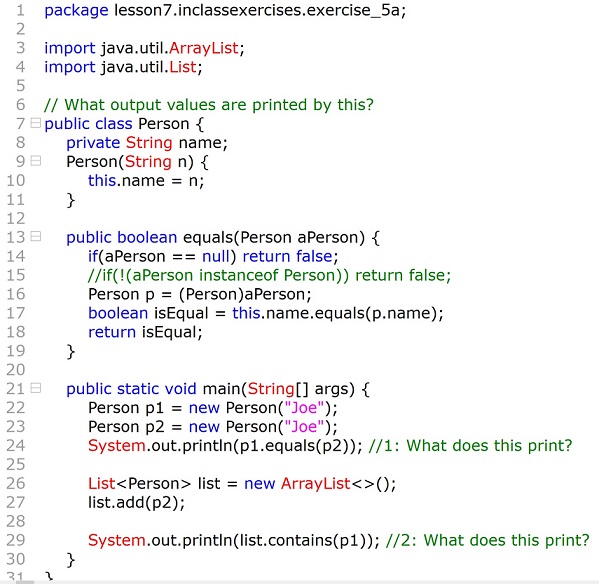 1 package lesson7.inclassexercises.exercise_5a;
2
3 import java.util.ArrayList;
4 import java.util.List;
5
6 // What output values are printed by this?
7 public class Person {
8 private String name;
9 Person(String n) {
10 this.name = n;
11 }
12
13 public boolean equals(Person aPerson) {
14 if(aPerson == null) return false;
15 //if(!(aPerson instanceof Person)) return false;
16 Person p = (Person)aPerson;
17 boolean isEqual = this.name.equals(p.name);
18 return isEqual;
19 }
20
21 public static void main(String[] args) {
22 Person p1 = new Person("Joe");
23 Person p2 = new Person("Joe");
24 System.out.println(p1.equals(p2)); //1: What does this print?
25
26 List<Person> list = new ArrayList<>();
27 list.add(p2);
28
29 System.out.println(list.contains(p1)); //2: What does this print?
30 }
31 }